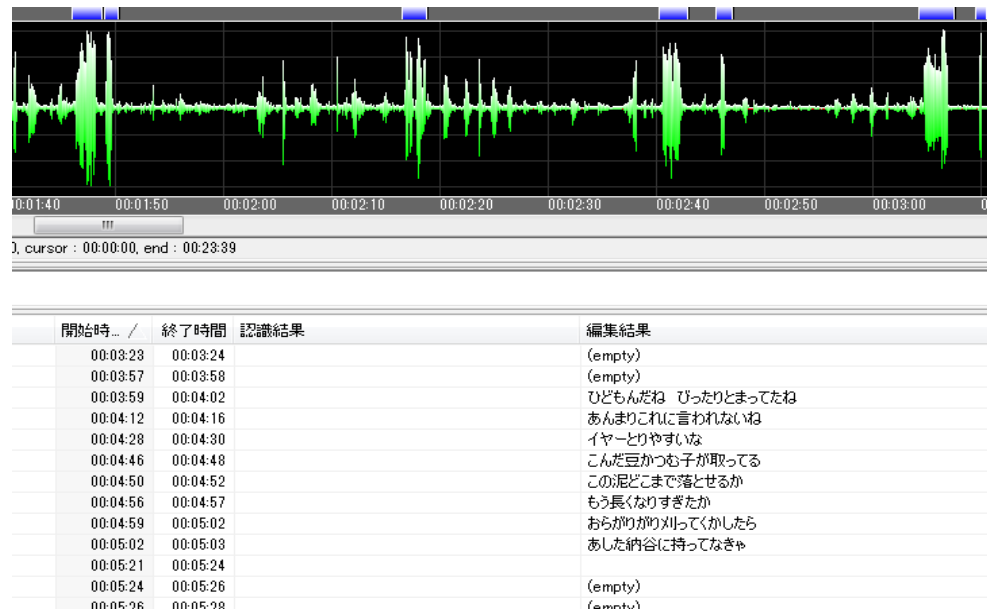 00:01:40 00:01:50 00:02:00 00:02:10 00:02:20 00:02:30 00:02:40 00:02:50 00:03:00
, cursor : 00:00:00, end : 00:23:39
開始時... 終了時間 認識結果 編集結果
00:03:23 00:03:24 (empty)
00:03:57 00:03:58 (empty)
00:03:59 00:04:02 ひどもんだね ぴったりとまってたね
00:04:12 00:04:16 あんまりこれに言われないね
00:04:28 00:04:30 イヤーとりやすいな
00:04:46 00:04:48 こんだ豆かつむ子が取ってる
00:04:50 00:04:52 この泥どこまで落とせるか
00:04:56 00:04:57 もう長くなりすぎたか
00:04:59 00:05:02 おらがりがり刈ってくかしたら
00:05:02 00:05:03 あした納谷に持ってなきゃ
00:05:21 00:05:24
00:05:24 00:05:26 (empty)
00:05:26 00:05:28 (empty)